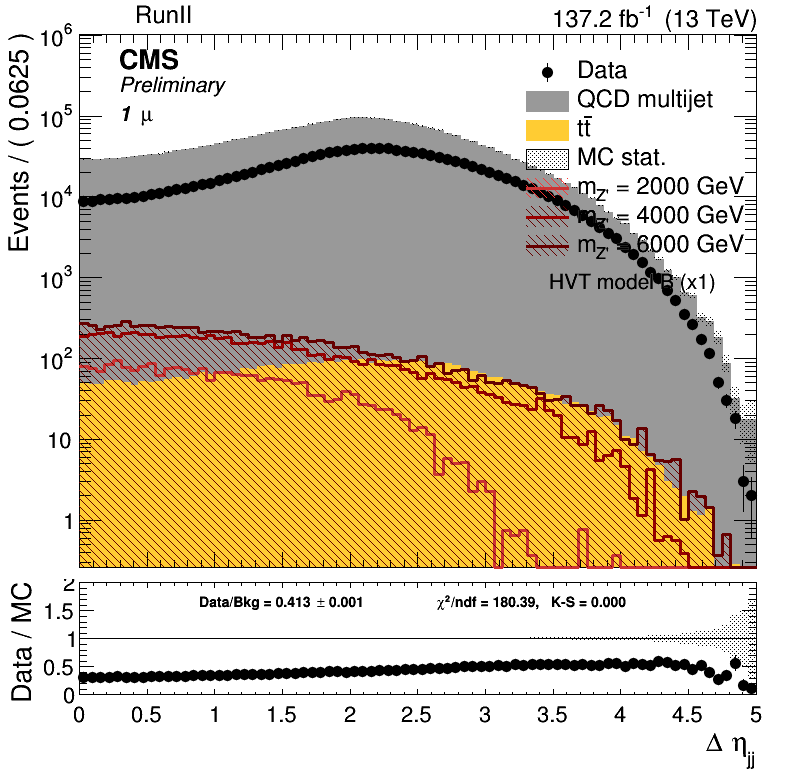 RunII 137.2 fb⁻¹ (13 TeV)
CMS
Preliminary
1 μ
Data
QCD multijet
tt̄
MC stat.
m_Z' = 2000 GeV
m_Z' = 4000 GeV
m_Z' = 6000 GeV
HVT model B (x1)
Events / ( 0.0625 )
10⁶
10⁵
10⁴
10³
10²
10
1
Data/Bkg = 0.413 ± 0.001 χ²/ndf = 180.39, K-S = 0.000
Data / MC
2
1.5
1
0.5
0
0 0.5 1 1.5 2 2.5 3 3.5 4 4.5 5
Δ η_jj